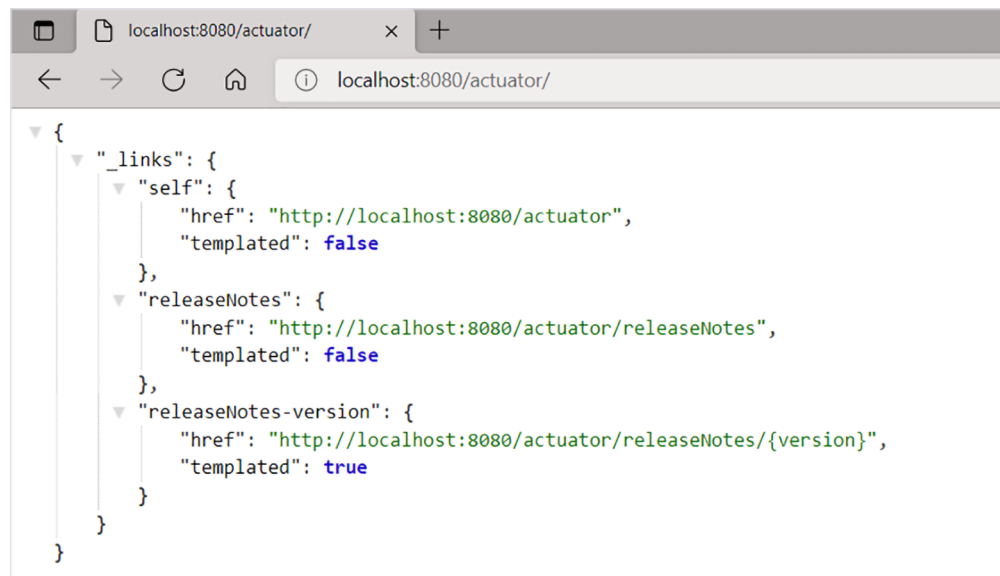 localhost:8080/actuator/
localhost:8080/actuator/
{
"_links": {
"self": {
"href": "http://localhost:8080/actuator",
"templated": false
},
"releaseNotes": {
"href": "http://localhost:8080/actuator/releaseNotes",
"templated": false
},
"releaseNotes-version": {
"href": "http://localhost:8080/actuator/releaseNotes/{version}",
"templated": true
}
}
}